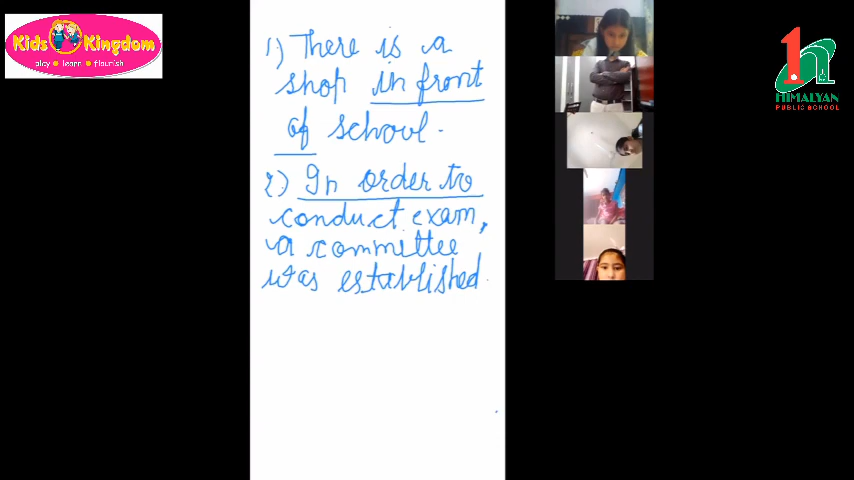 Kids Kingdom
play learn flourish
1.) There is a
shop in front
of school.
2.) In order to
conduct exam,
a committee
was established.
1h
HIMALYAN
PUBLIC SCHOOL